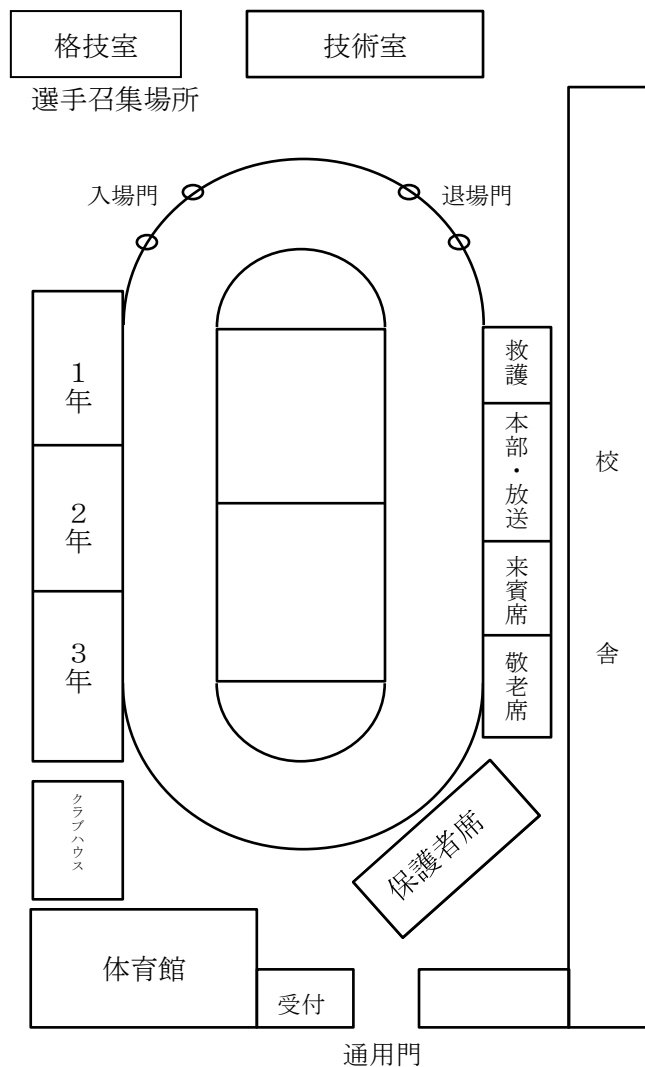 格技室
技術室
選手召集場所
入場門
退場門
1年
2年
3年
救護
本部・放送
来賓席
敬老席
校舎
クラブハウス
保護者席
体育館
受付
通用門